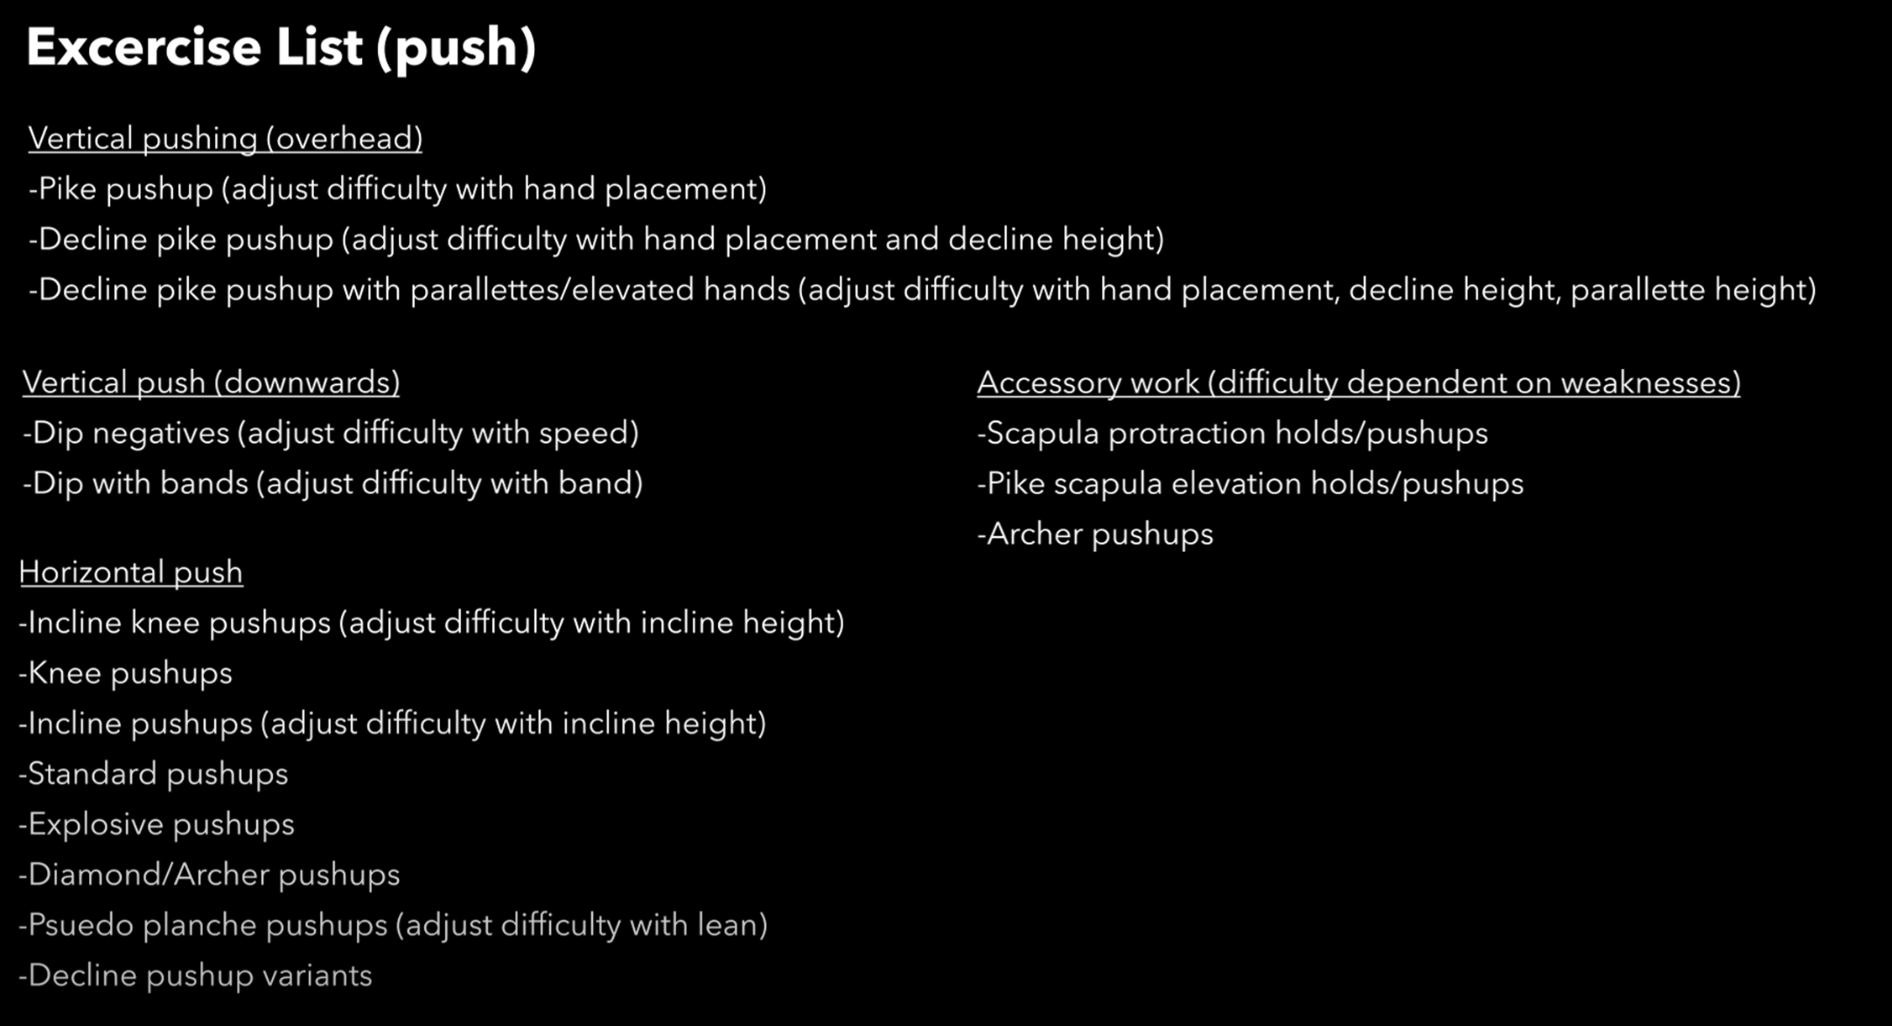 Excercise List (push)
Vertical pushing (overhead)
-Pike pushup (adjust difficulty with hand placement)
-Decline pike pushup (adjust difficulty with hand placement and decline height)
-Decline pike pushup with parallettes/elevated hands (adjust difficulty with hand placement, decline height, parallette height)
Vertical push (downwards)
-Dip negatives (adjust difficulty with speed)
-Dip with bands (adjust difficulty with band)
Horizontal push
-Incline knee pushups (adjust difficulty with incline height)
-Knee pushups
-Incline pushups (adjust difficulty with incline height)
-Standard pushups
-Explosive pushups
-Diamond/Archer pushups
-Psuedo planche pushups (adjust difficulty with lean)
-Decline pushup variants
Accessory work (difficulty dependent on weaknesses)
-Scapula protraction holds/pushups
-Pike scapula elevation holds/pushups
-Archer pushups